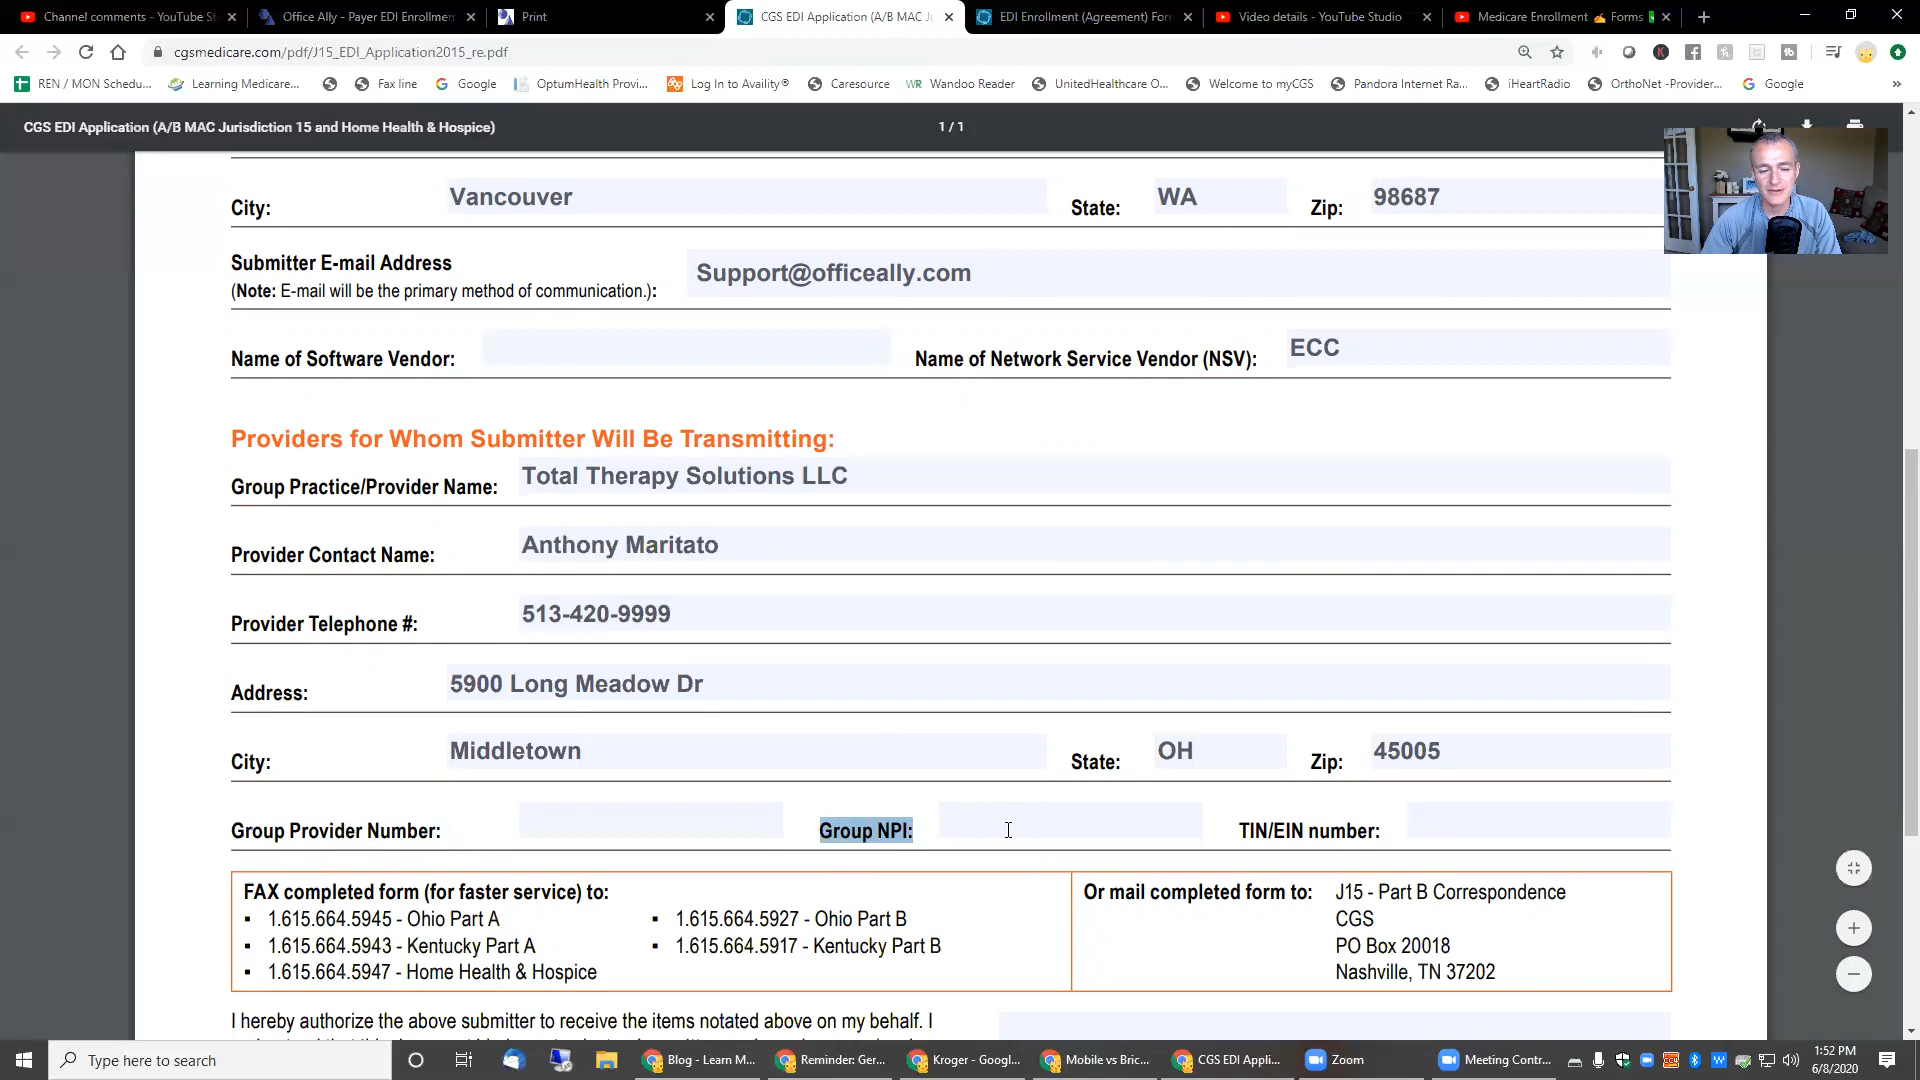 Channel comments - YouTube St
Office Ally - Payer EDI Enrollmen
Print
CGS EDI Application (A/B MAC Ju
EDI Enrollment (Agreement) For
Video details - YouTube Studio
Medicare Enrollment ✍ Forms
cgsmedicare.com/pdf/J15_EDI_Application2015_re.pdf
REN / MON Schedu...
Learning Medicare...
Fax line
Google
OptumHealth Provi...
Log In to Availity®
Caresource
WR Wandoo Reader
UnitedHealthcare O...
Welcome to myCGS
Pandora Internet Ra...
iHeartRadio
OrthoNet -Provider...
Google
CGS EDI Application (A/B MAC Jurisdiction 15 and Home Health & Hospice)
1 / 1
City: Vancouver State: WA Zip: 98687
Submitter E-mail Address
(Note: E-mail will be the primary method of communication.): Support@officeally.com
Name of Software Vendor: Name of Network Service Vendor (NSV): ECC
Providers for Whom Submitter Will Be Transmitting:
Group Practice/Provider Name: Total Therapy Solutions LLC
Provider Contact Name: Anthony Maritato
Provider Telephone #: 513-420-9999
Address: 5900 Long Meadow Dr
City: Middletown State: OH Zip: 45005
Group Provider Number: Group NPI: TIN/EIN number:
FAX completed form (for faster service) to:
▪ 1.615.664.5945 - Ohio Part A
▪ 1.615.664.5943 - Kentucky Part A
▪ 1.615.664.5947 - Home Health & Hospice
▪ 1.615.664.5927 - Ohio Part B
▪ 1.615.664.5917 - Kentucky Part B
Or mail completed form to: J15 - Part B Correspondence
CGS
PO Box 20018
Nashville, TN 37202
I hereby authorize the above submitter to receive the items notated above on my behalf. I
Type here to search
Blog - Learn M...
Reminder: Ger...
Kroger - Googl...
Mobile vs Bric...
CGS EDI Appli...
Zoom
Meeting Contr...
1:52 PM
6/8/2020